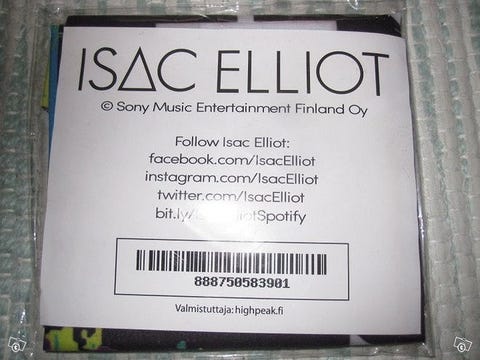 ISAC ELLIOT
© Sony Music Entertainment Finland Oy
Follow Isac Elliot:
facebook.com/IsacElliot
instagram.com/IsacElliot
twitter.com/IsacElliot
bit.ly/IsacElliotSpotify
888750583901
Valmistuttaja: highpeak.fi